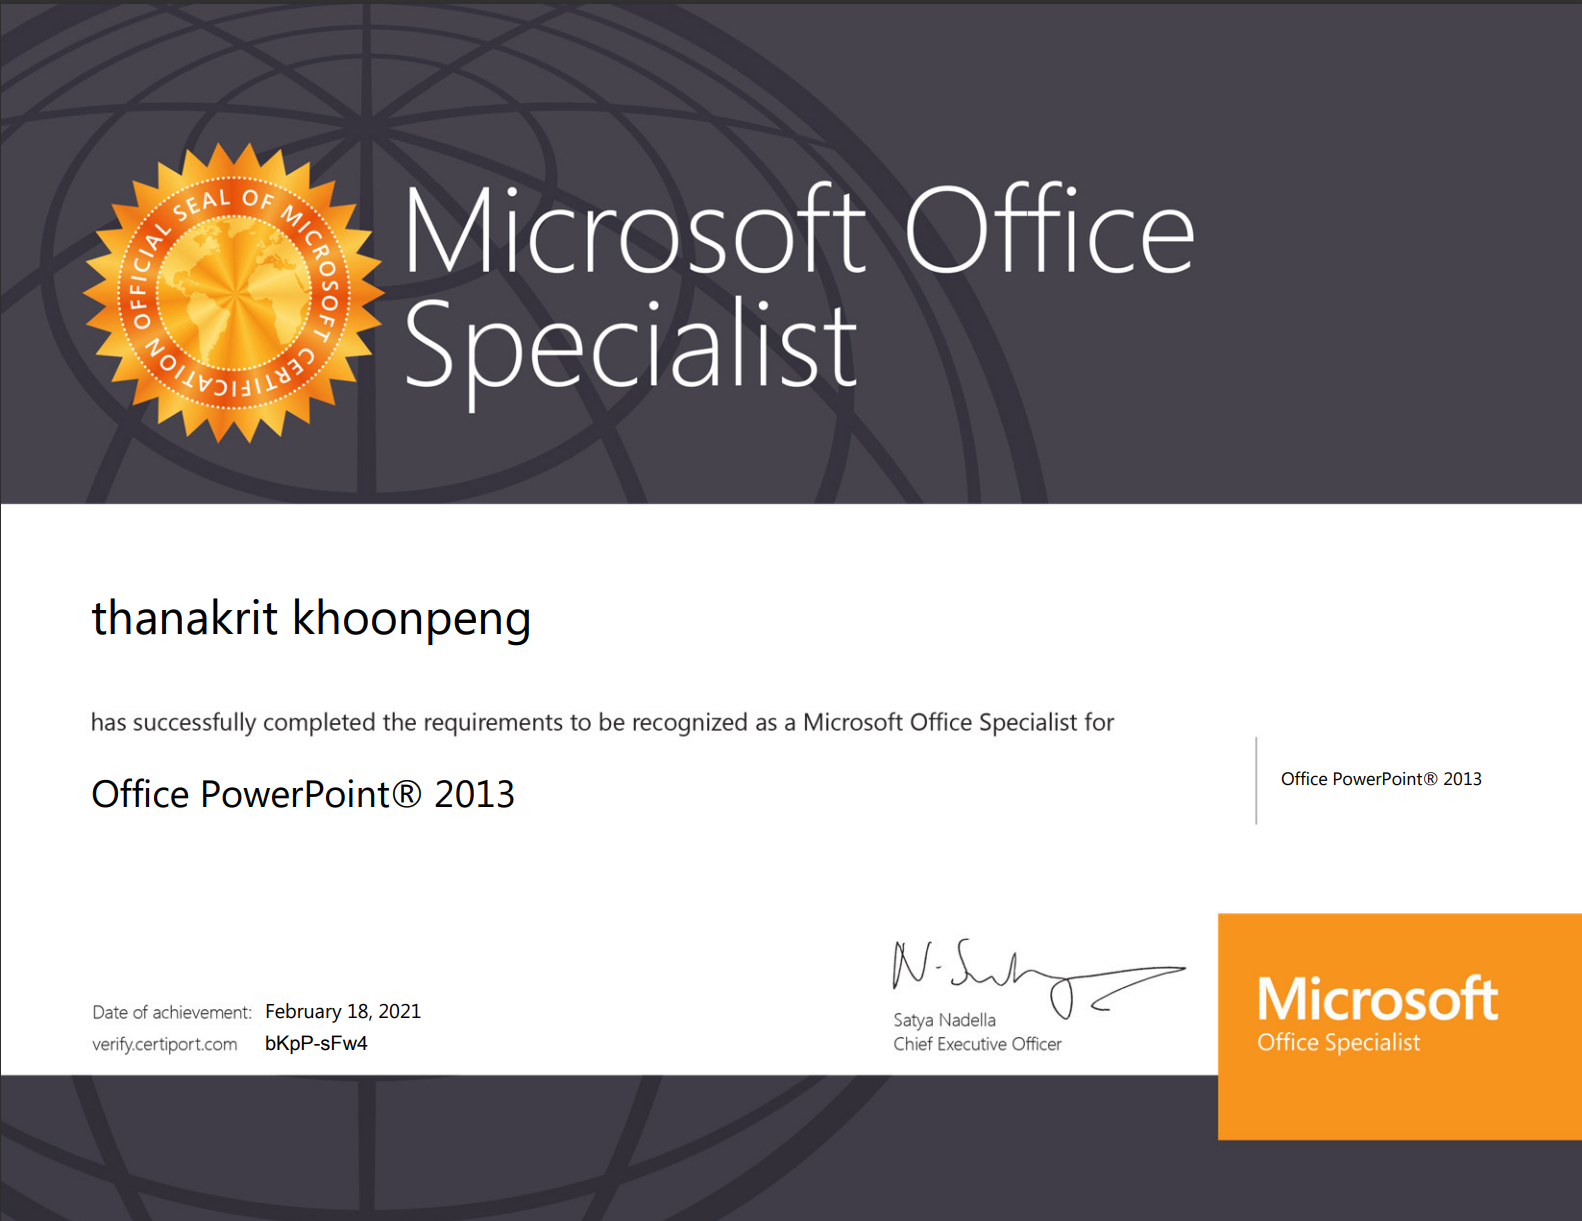 OFFICIAL SEAL OF MICROSOFT CERTIFICATION
Microsoft Office
Specialist
thanakrit khoonpeng
has successfully completed the requirements to be recognized as a Microsoft Office Specialist for
Office PowerPoint® 2013
Office PowerPoint® 2013
Date of achievement: February 18, 2021
verify.certiport.com bKpP-sFw4
N. Satya
Satya Nadella
Chief Executive Officer
Microsoft
Office Specialist